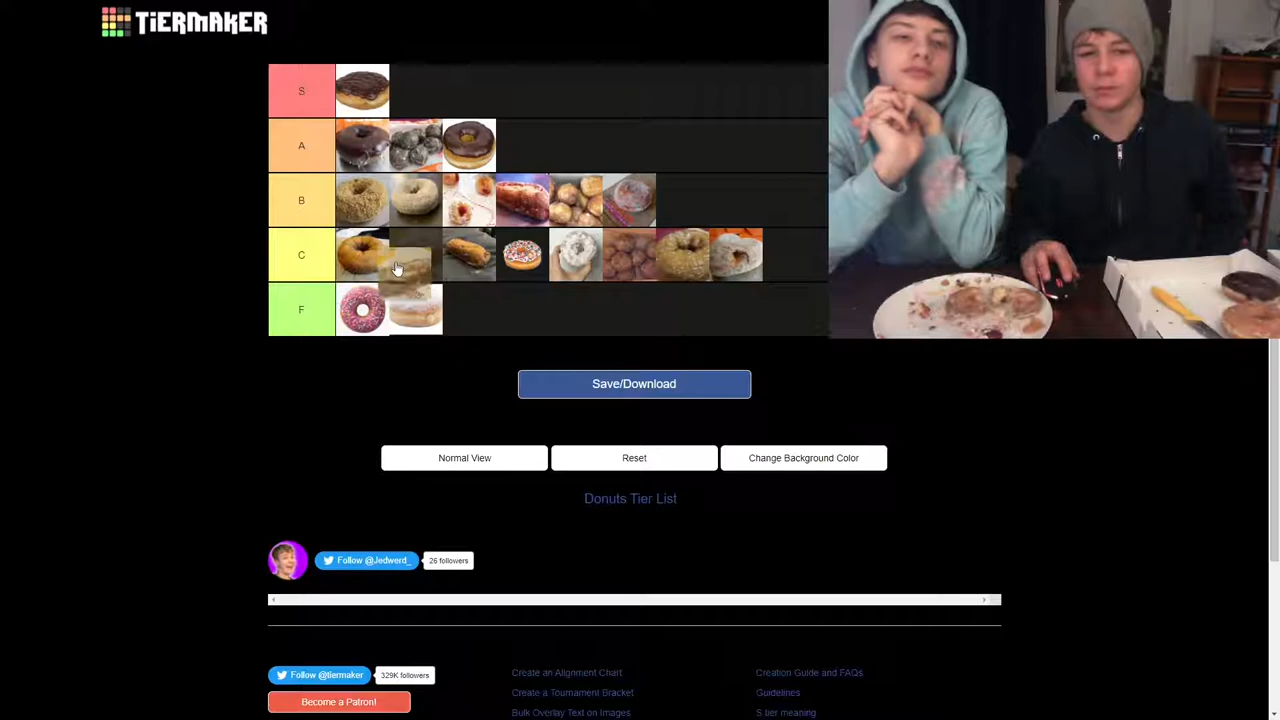 TiERMAKER
S
A
B
C
F
Save/Download
Normal View
Reset
Change Background Color
Donuts Tier List
Follow @Jedwerd_
26 followers
Follow @tiermaker
329K followers
Create an Alignment Chart
Creation Guide and FAQs
Become a Patron!
Create a Tournament Bracket
Guidelines
Bulk Overlay Text on Images
S tier meaning